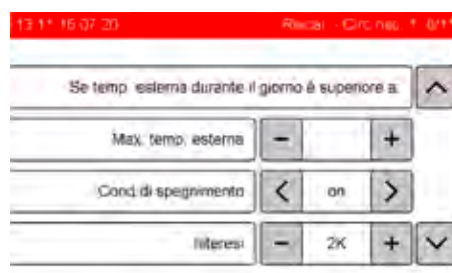 Se temp. esterna durante il giorno è superiore a:
Max. temp. esterna - +
Cond.di spegnimento < on >
Isteresi - 2K +